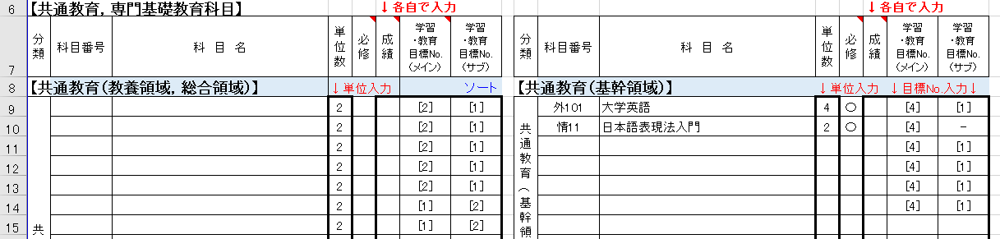 6 【共通教育，専門基礎教育科目】 ↓各自で入力 ↓各自で入力
7 分類 科目番号 科 目 名 単位数 必修 成績 学習・教育目標No.(メイン) 学習・教育目標No.(サブ) 分類 科目番号 科 目 名 単位数 必修 成績 学習・教育目標No.(メイン) 学習・教育目標No.(サブ)
8 【共通教育（教養領域，総合領域）】 ↓単位入力 ソート 【共通教育（基幹領域）】 ↓単位入力 ↓目標No.入力↓
9 2 [2] [1] 外101 大学英語 4 ○ [4] [1]
10 2 [2] [1] 情11 日本語表現法入門 2 ○ [4] －
11 2 [2] [1] [4] [1]
12 2 [2] [1] [4] [1]
13 2 [2] [1] [4] [1]
14 2 [1] [2] [4] [1]
15 共 2 [1] [2]
共通教育（基幹領